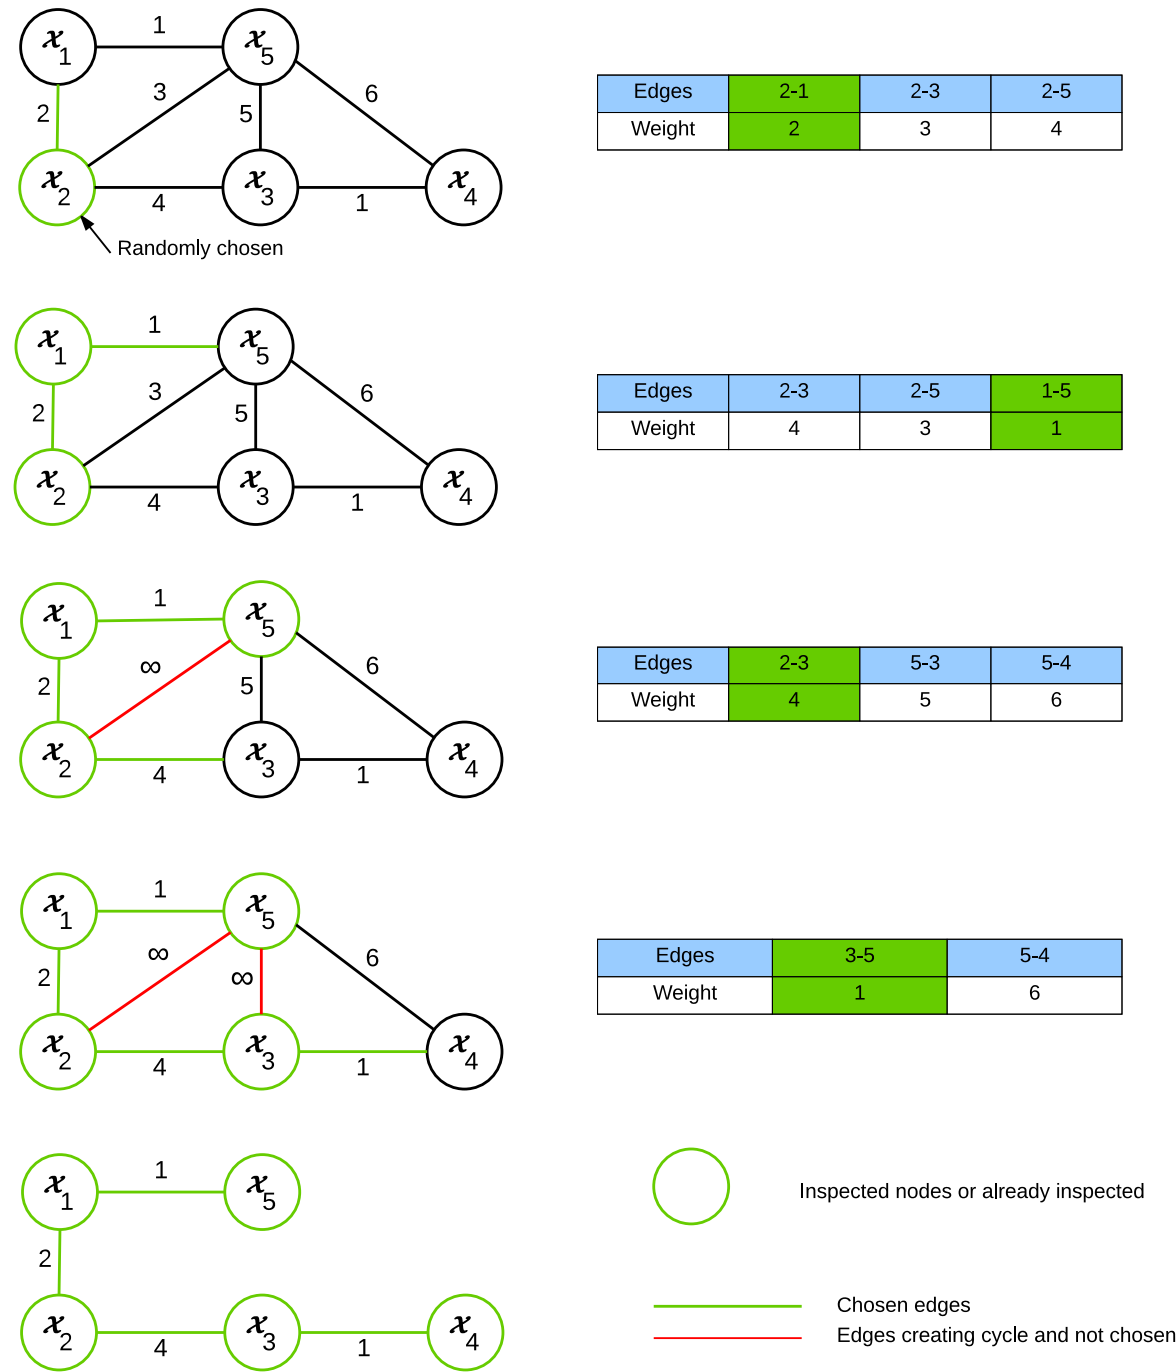 1
x1 x5
3 6
2 5
x2 x3 x4
4 1
Randomly chosen
Edges 2-1 2-3 2-5
Weight 2 3 4
1
x1 x5
3 6
2 5
x2 x3 x4
4 1
Edges 2-3 2-5 1-5
Weight 4 3 1
1
x1 x5
∞ 6
2 5
x2 x3 x4
4 1
Edges 2-3 5-3 5-4
Weight 4 5 6
1
x1 x5
∞ 6
2 ∞
x2 x3 x4
4 1
Edges 3-5 5-4
Weight 1 6
1
x1 x5
2
x2 x3 x4
4 1
Inspected nodes or already inspected
Chosen edges
Edges creating cycle and not chosen